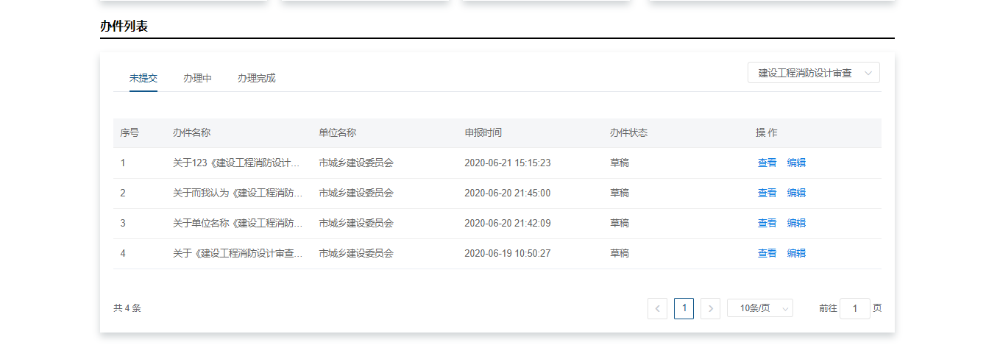 办件列表
未提交 办理中 办理完成 建设工程消防设计审查
序号 办件名称 单位名称 申报时间 办件状态 操 作
1 关于123《建设工程消防设计... 市城乡建设委员会 2020-06-21 15:15:23 草稿 查看 编辑
2 关于而我认为《建设工程消防... 市城乡建设委员会 2020-06-20 21:45:00 草稿 查看 编辑
3 关于单位名称《建设工程消防... 市城乡建设委员会 2020-06-20 21:42:09 草稿 查看 编辑
4 关于《建设工程消防设计审查... 市城乡建设委员会 2020-06-19 10:50:27 草稿 查看 编辑
共 4 条 1 10条/页 前往 1 页